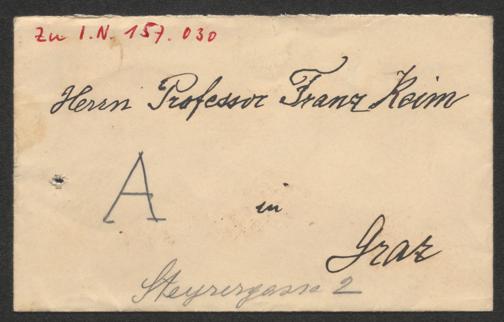 Zu I.N. 157.030
Herrn Professor Franz Keim
A
in
Graz
Steyrergasse 2